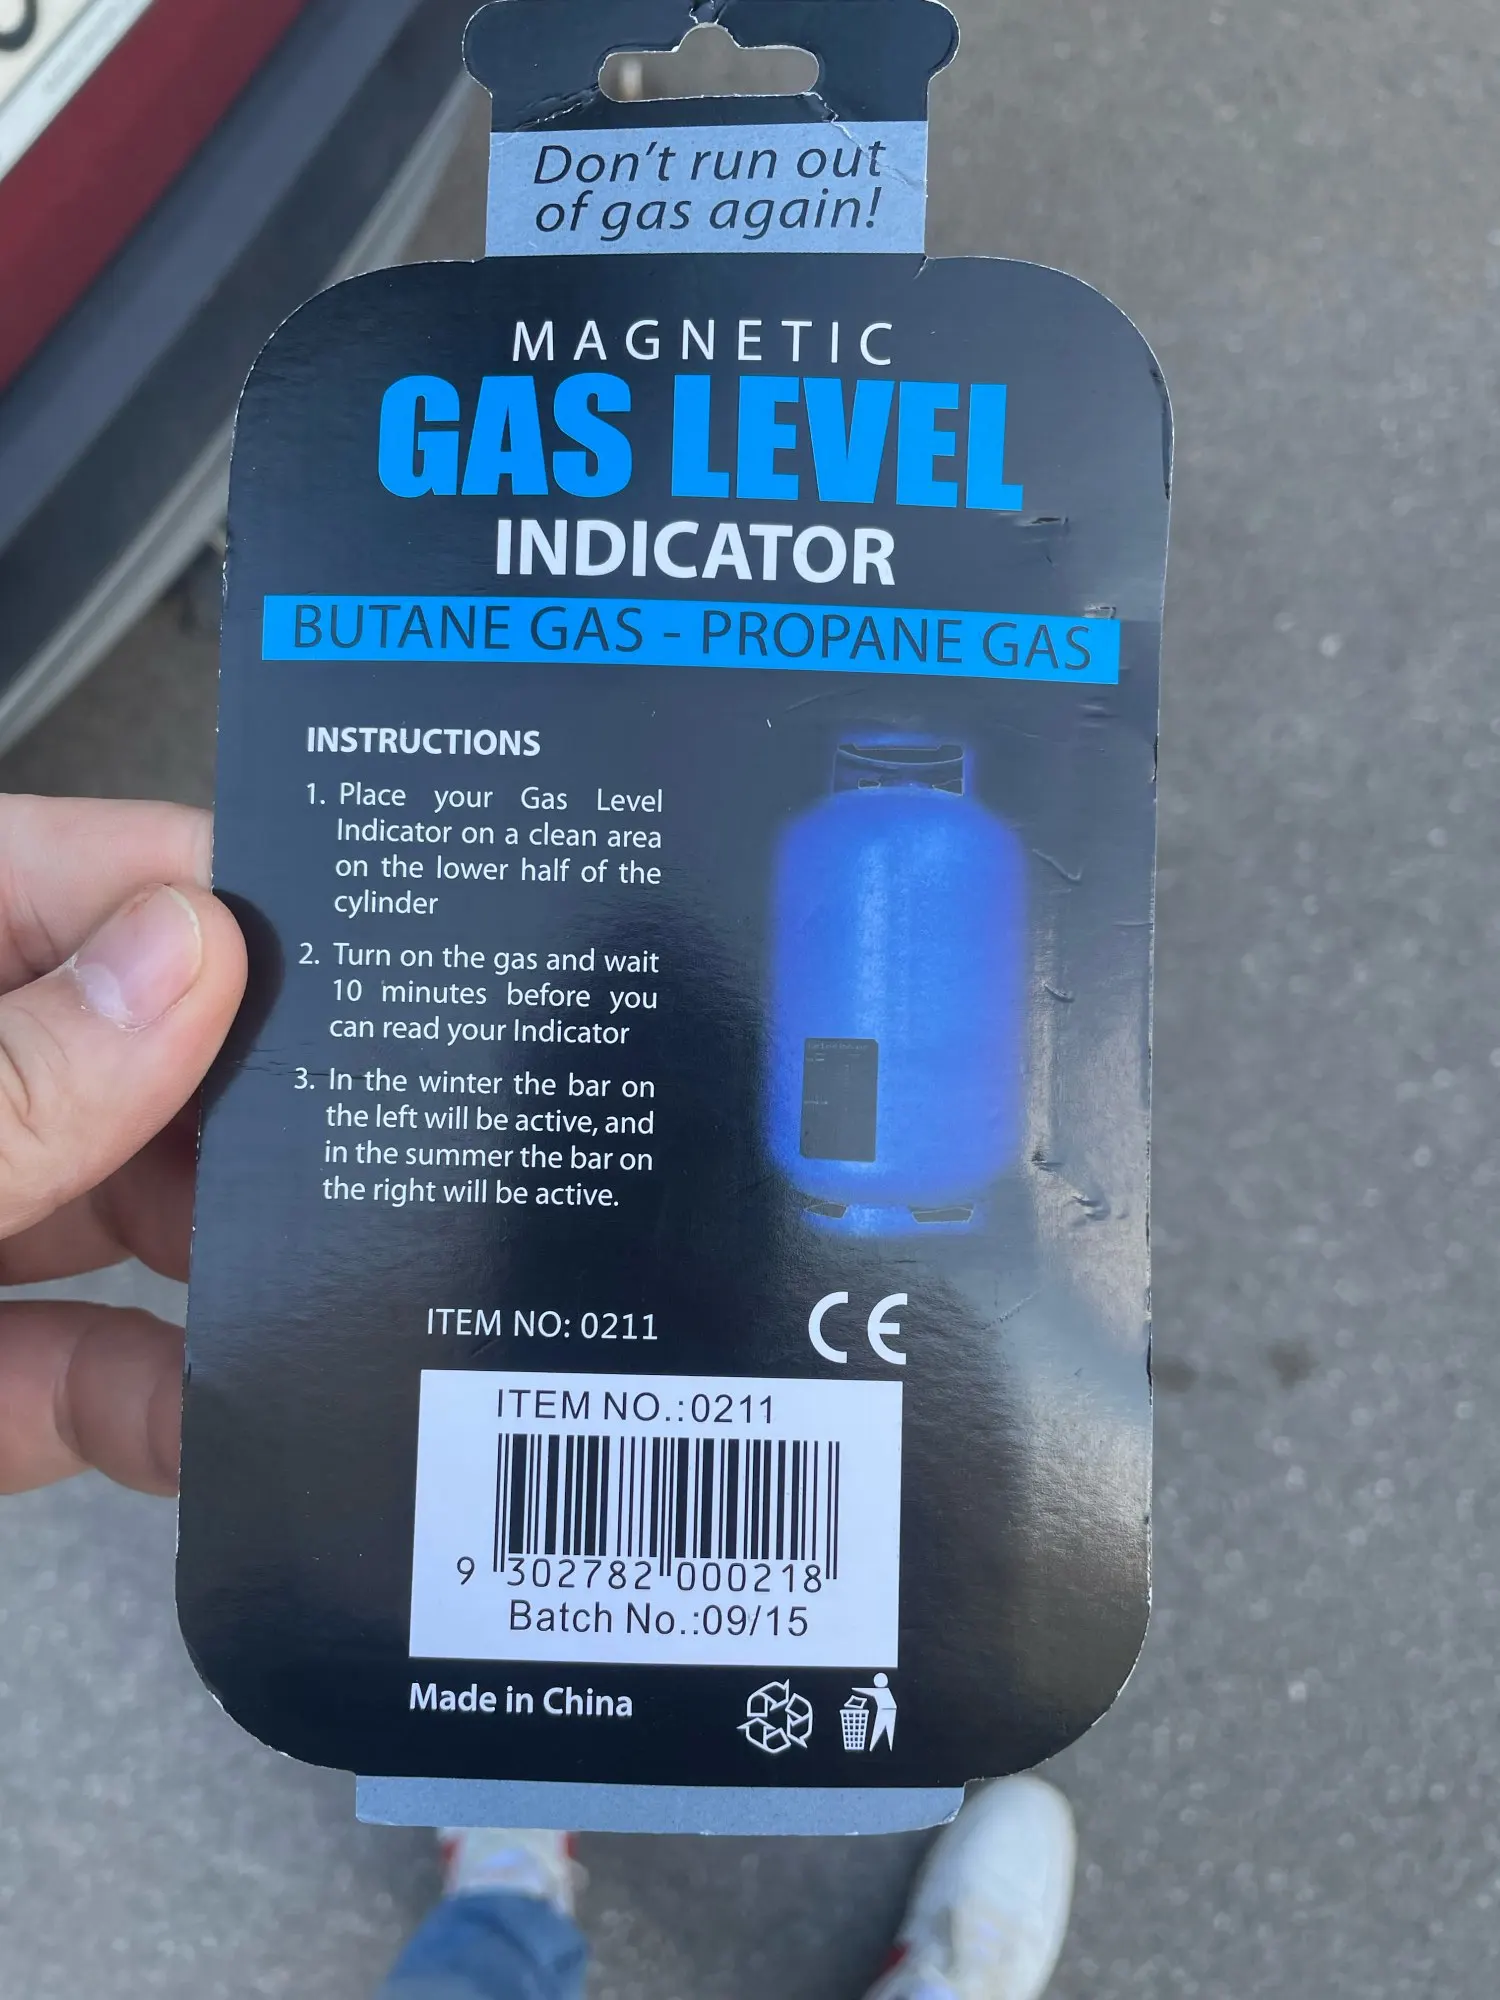 Don't run out
of gas again!
MAGNETIC
GAS LEVEL
INDICATOR
BUTANE GAS - PROPANE GAS
INSTRUCTIONS
1. Place your Gas Level
Indicator on a clean area
on the lower half of the
cylinder
2. Turn on the gas and wait
10 minutes before you
can read your Indicator
3. In the winter the bar on
the left will be active, and
in the summer the bar on
the right will be active.
ITEM NO: 0211
CE
ITEM NO.:0211
9 302782 000218
Batch No.:09/15
Made in China